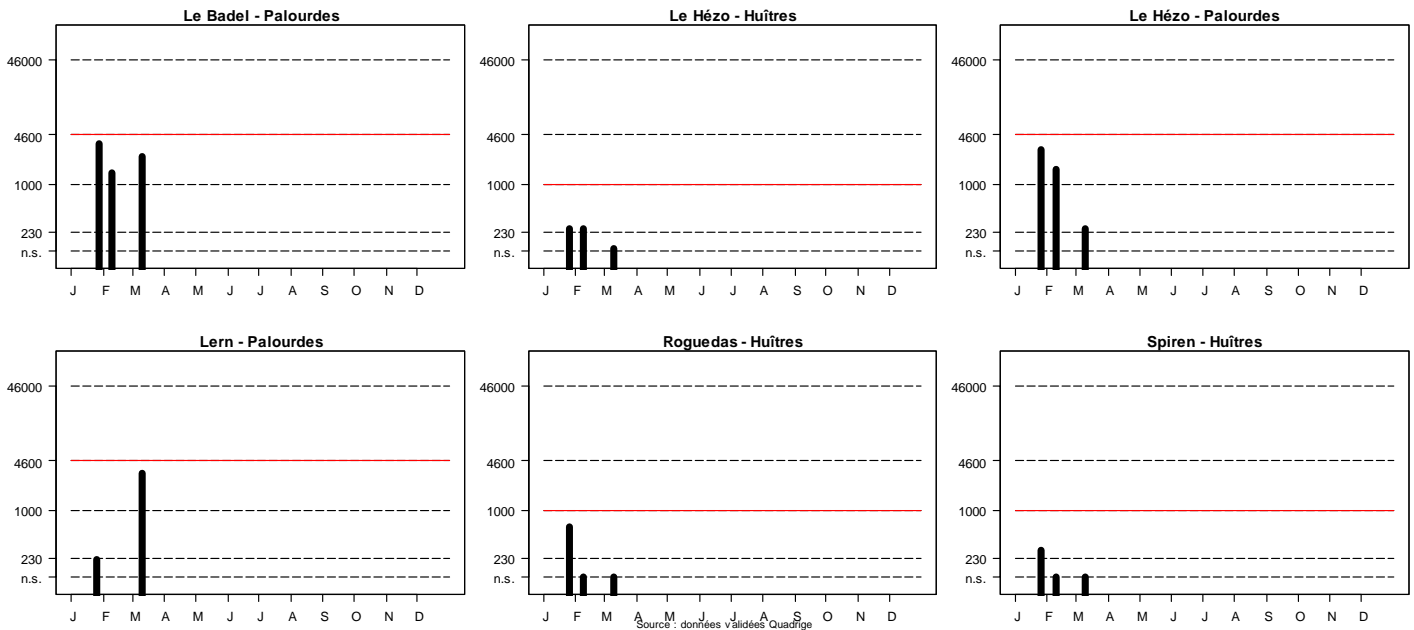 Le Badel - Palourdes
46000
4600
1000
230
n.s.
J F M A M J J A S O N D
Le Hézo - Huîtres
46000
4600
1000
230
n.s.
J F M A M J J A S O N D
Le Hézo - Palourdes
46000
4600
1000
230
n.s.
J F M A M J J A S O N D
Lern - Palourdes
46000
4600
1000
230
n.s.
J F M A M J J A S O N D
Roguedas - Huîtres
46000
4600
1000
230
n.s.
J F M A M J J A S O N D
Spiren - Huîtres
46000
4600
1000
230
n.s.
J F M A M J J A S O N D
Source : données validées Quadrige